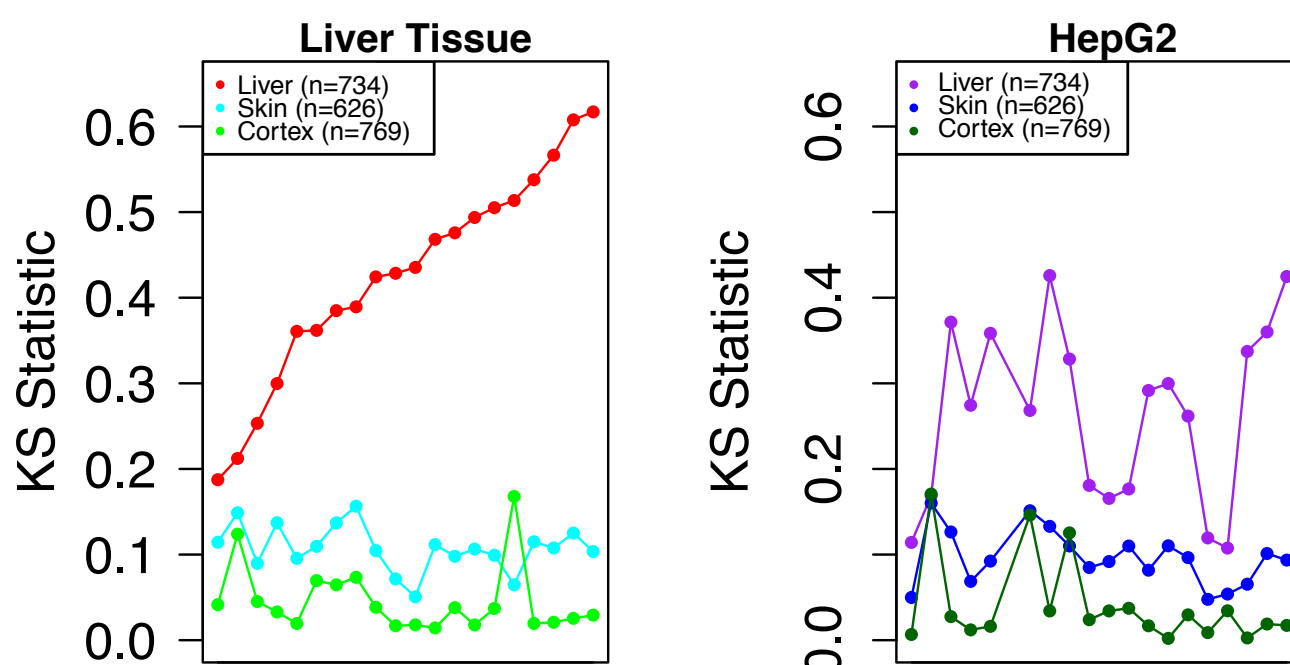 Liver Tissue
Liver (n=734)
Skin (n=626)
Cortex (n=769)
KS Statistic
0.6
0.5
0.4
0.3
0.2
0.1
0.0
HepG2
Liver (n=734)
Skin (n=626)
Cortex (n=769)
KS Statistic
0.6
0.4
0.2
0.0